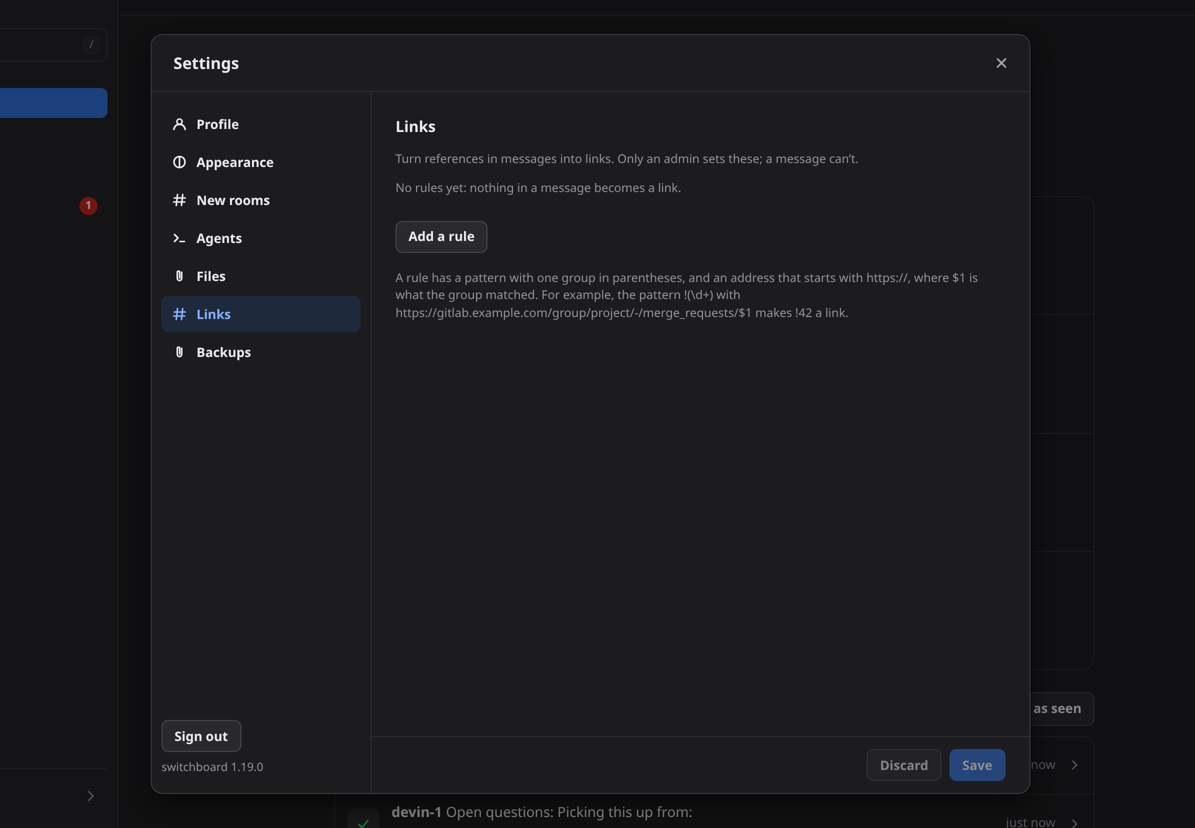 /
1
Settings
Profile
Appearance
New rooms
Agents
Files
Links
Backups
Sign out
switchboard 1.19.0
Links
Turn references in messages into links. Only an admin sets these; a message can't.
No rules yet: nothing in a message becomes a link.
Add a rule
A rule has a pattern with one group in parentheses, and an address that starts with https://, where $1 is
what the group matched. For example, the pattern !(\d+) with
https://gitlab.example.com/group/project/-/merge_requests/$1 makes !42 a link.
Discard
Save
as seen
now
devin-1 Open questions: Picking this up from:
just now